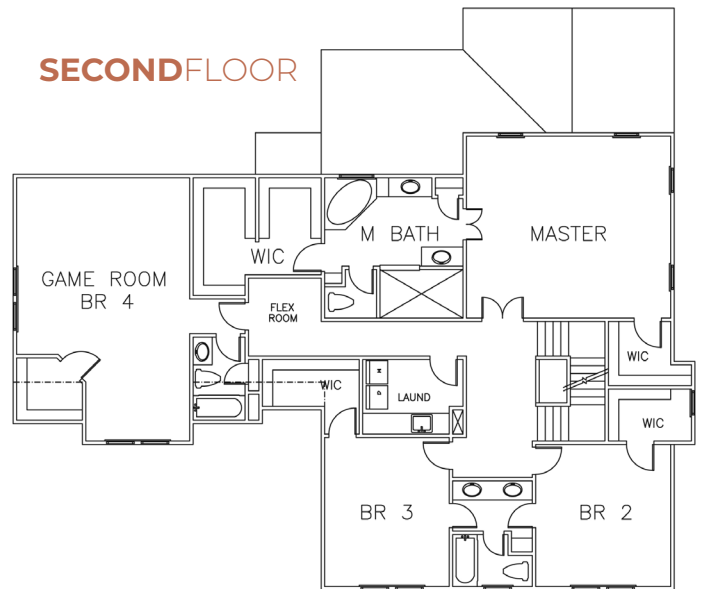 SECONDFLOOR
M BATH
MASTER
WIC
GAME ROOM
BR 4
FLEX
ROOM
WIC
WIC
LAUND
W
D
WIC
BR 3
BR 2